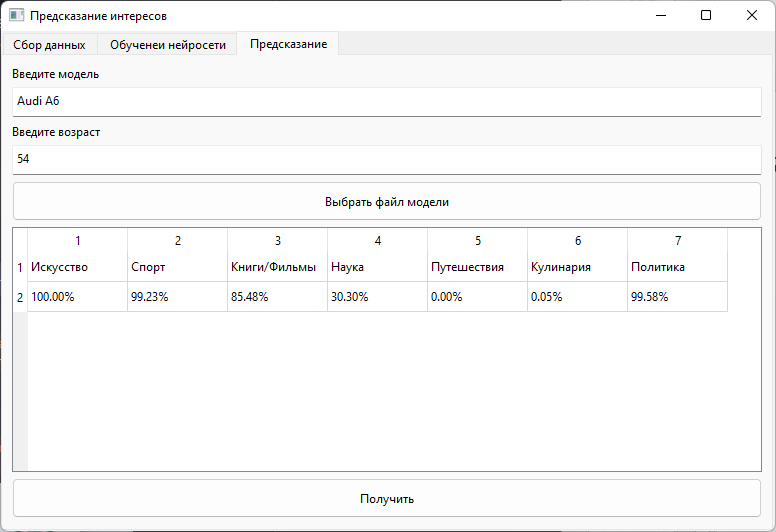 Предсказание интересов
Сбор данных Обученеи нейросети Предсказание
Введите модель
Audi A6
Введите возраст
54
Выбрать файл модели
1 2 3 4 5 6 7
1 Искусство Спорт Книги/Фильмы Наука Путешествия Кулинария Политика
2 100.00% 99.23% 85.48% 30.30% 0.00% 0.05% 99.58%
Получить